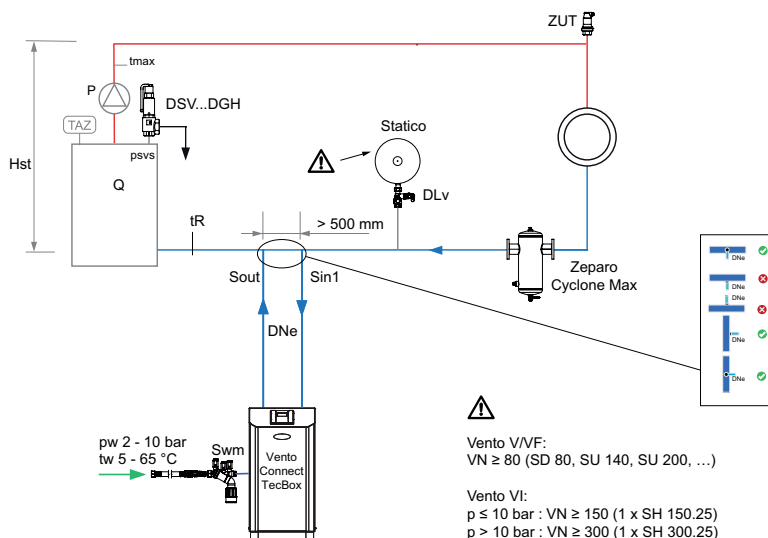 ZUT
tmax
P
DSV...DGH
TAZ
psvs
Statico
Hst
Q
DLv
tR
> 500 mm
Sout
Sin1
Zeparo
Cyclone Max
DNe
DNe
DNe
DNe
DNe
DNe
pw 2 - 10 bar
tw 5 - 65 °C
Swm
Vento
Connect
TecBox
Vento V/VF:
VN ≥ 80 (SD 80, SU 140, SU 200, …)
Vento VI:
p ≤ 10 bar : VN ≥ 150 (1 x SH 150.25)
p > 10 bar : VN ≥ 300 (1 x SH 300.25)